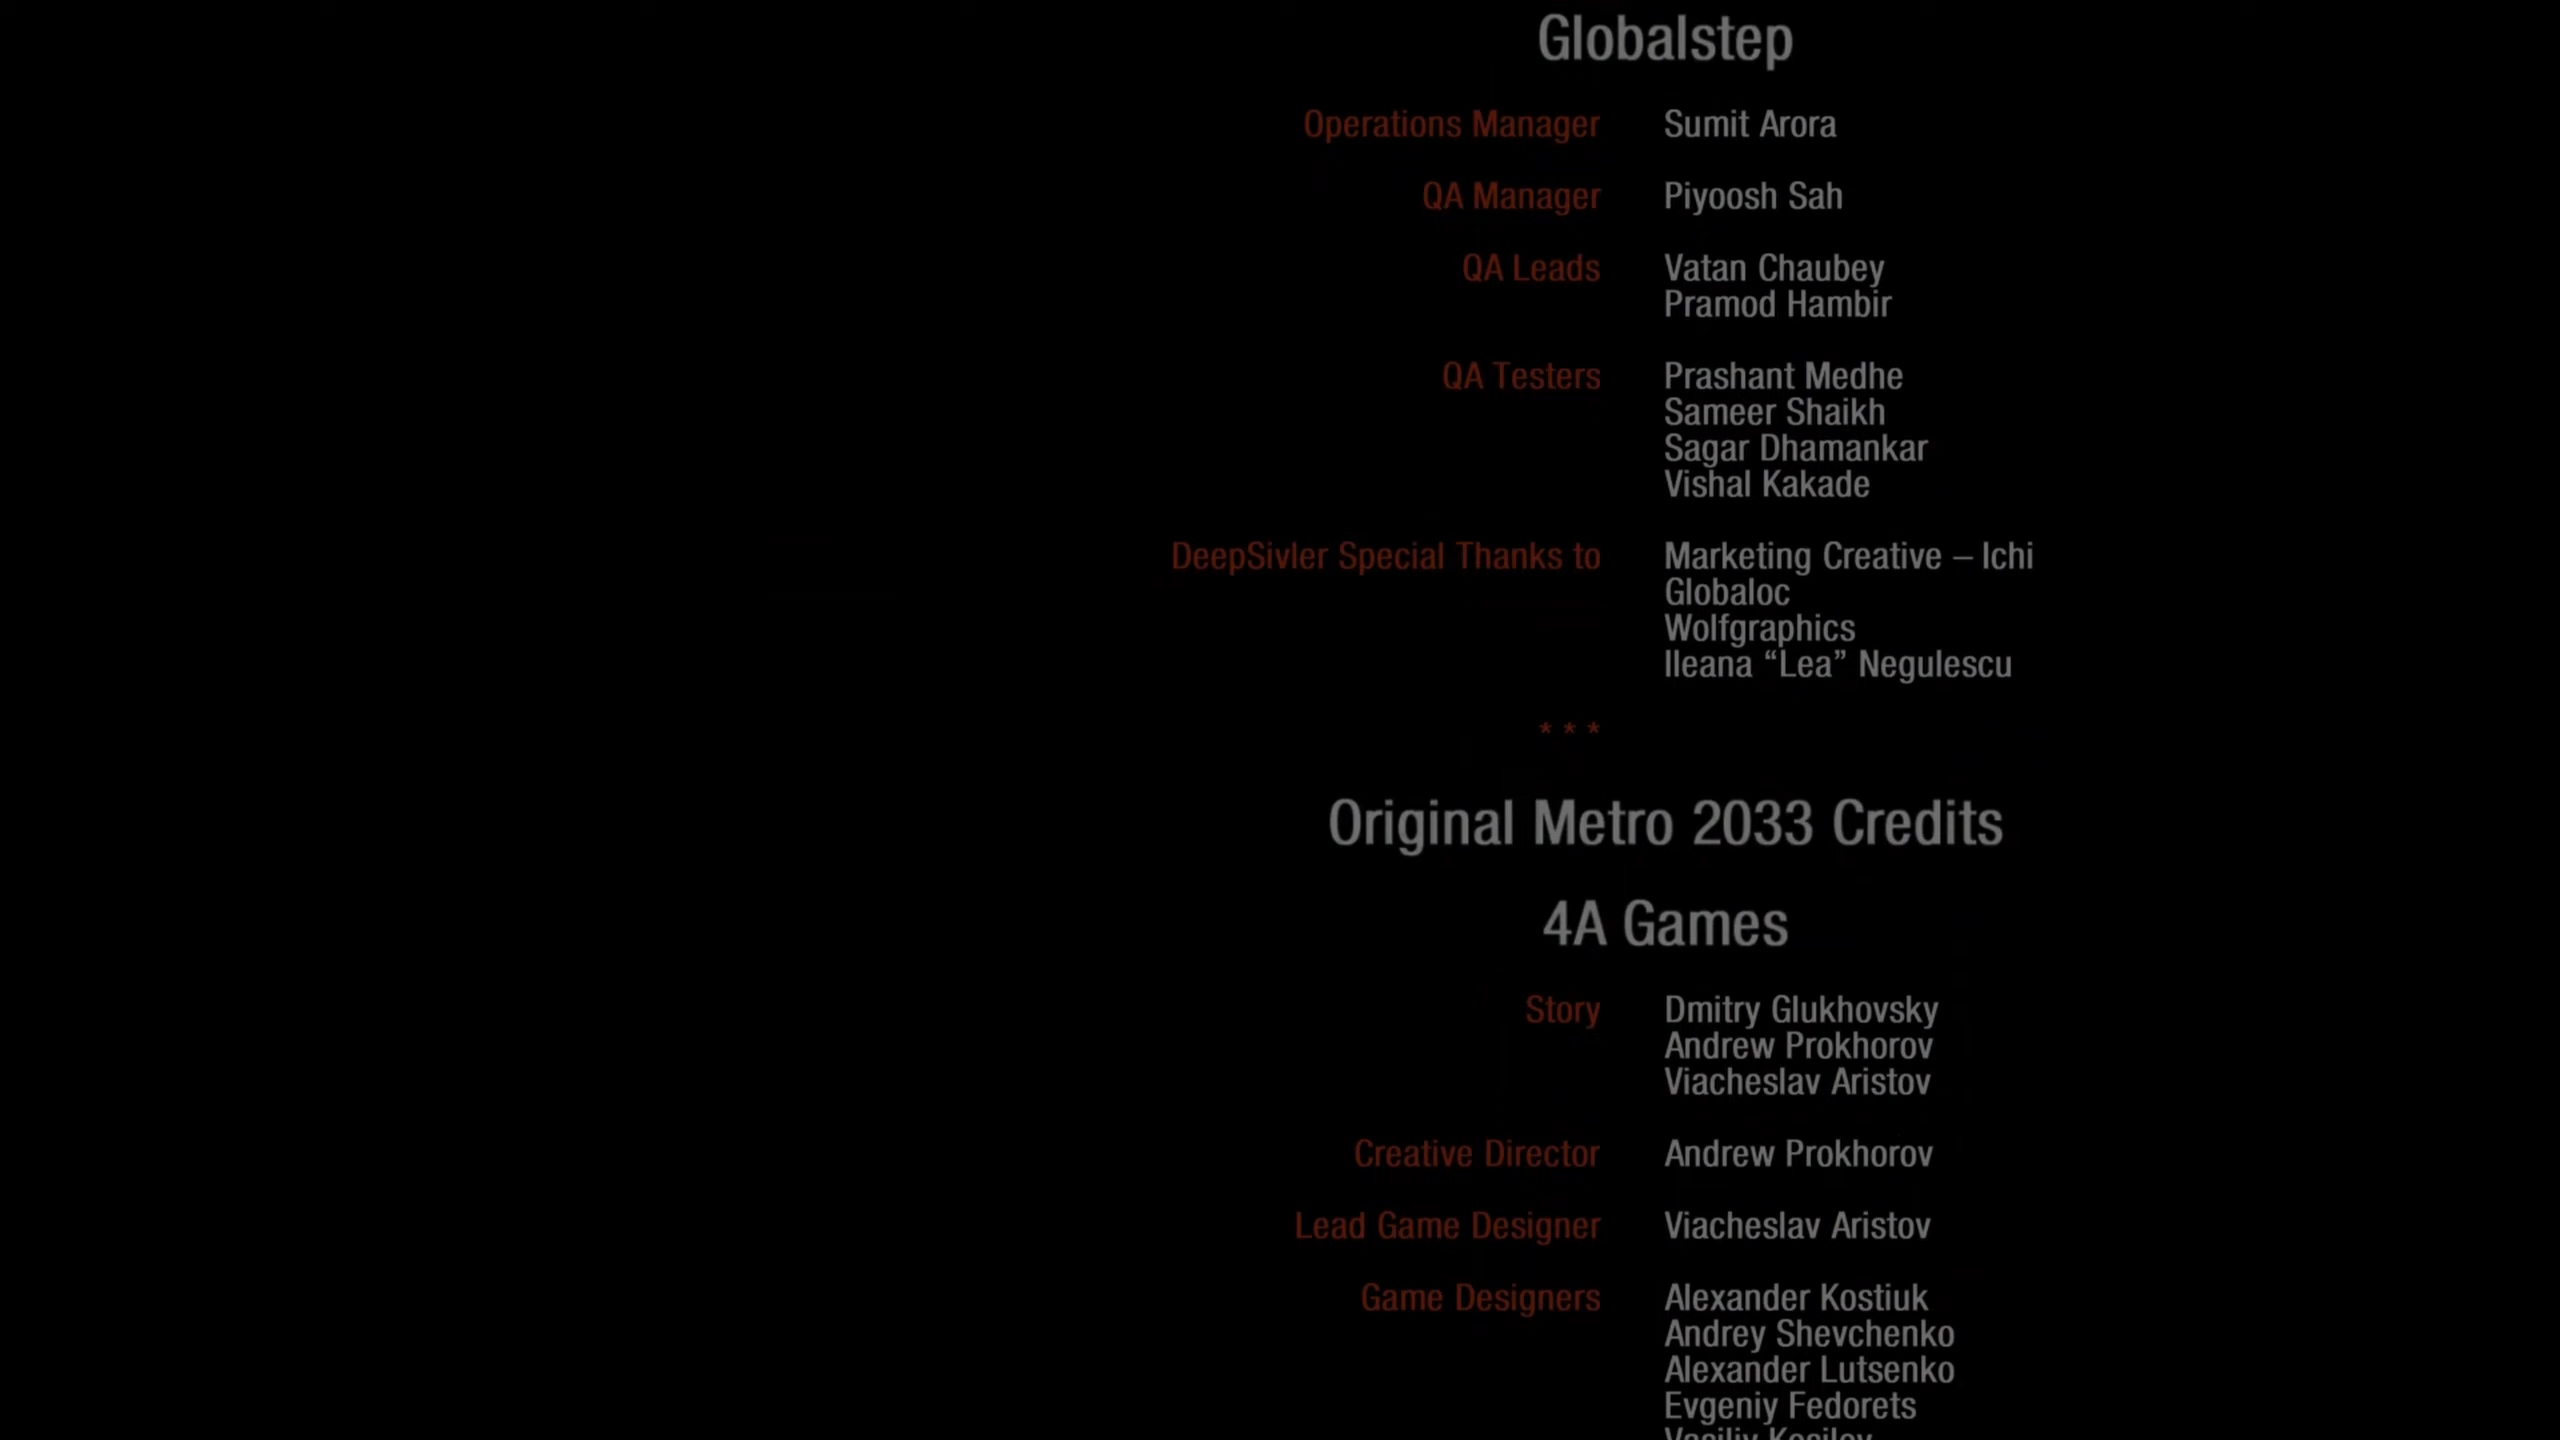 Globalstep
Operations Manager Sumit Arora
QA Manager Piyoosh Sah
QA Leads Vatan Chaubey
Pramod Hambir
QA Testers Prashant Medhe
Sameer Shaikh
Sagar Dhamankar
Vishal Kakade
DeepSivler Special Thanks to Marketing Creative – Ichi
Globaloc
Wolfgraphics
Ileana “Lea” Negulescu
* * *
Original Metro 2033 Credits
4A Games
Story Dmitry Glukhovsky
Andrew Prokhorov
Viacheslav Aristov
Creative Director Andrew Prokhorov
Lead Game Designer Viacheslav Aristov
Game Designers Alexander Kostiuk
Andrey Shevchenko
Alexander Lutsenko
Evgeniy Fedorets